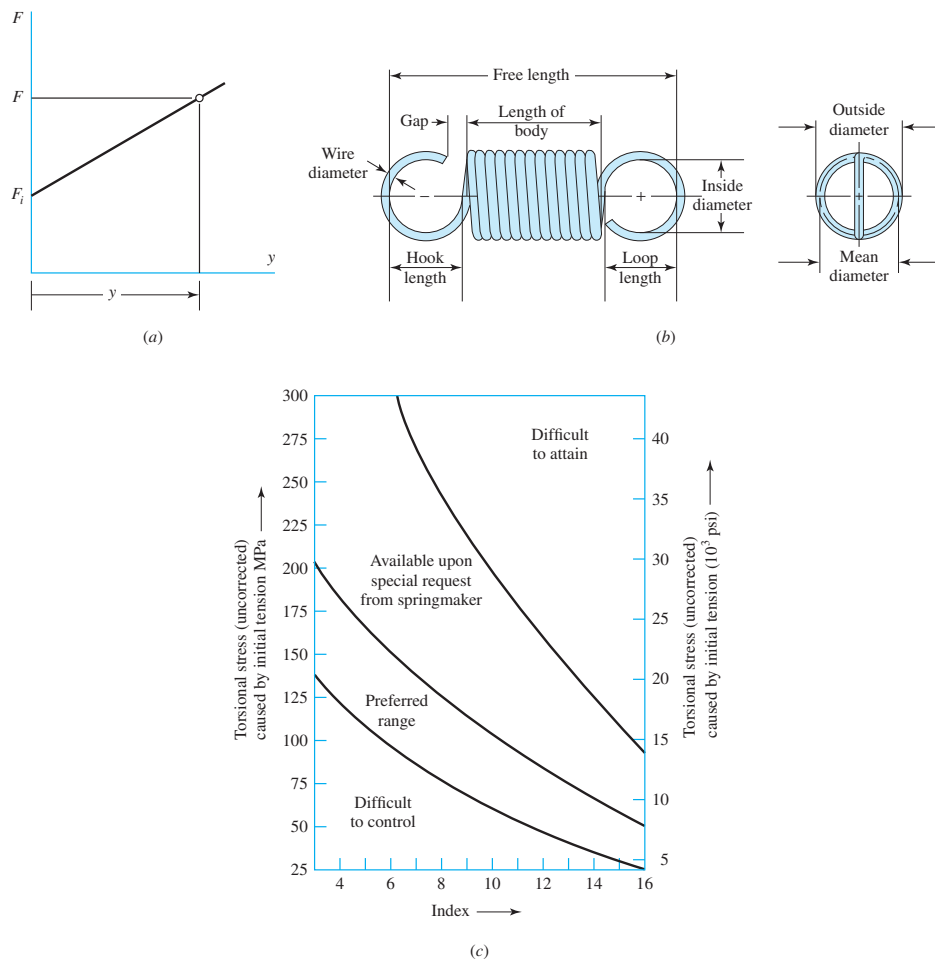 F
F
F_i
y
y
(a)
Free length
Gap
Length of
body
Wire
diameter
Inside
diameter
Hook
length
Loop
length
Outside
diameter
Mean
diameter
(b)
300
275
250
225
200
175
150
125
100
75
50
25
Torsional stress (uncorrected)
caused by initial tension MPa
Difficult
to attain
Available upon
special request
from springmaker
Preferred
range
Difficult
to control
40
35
30
25
20
15
10
5
Torsional stress (uncorrected)
caused by initial tension (10³ psi)
4 6 8 10 12 14 16
Index
(c)